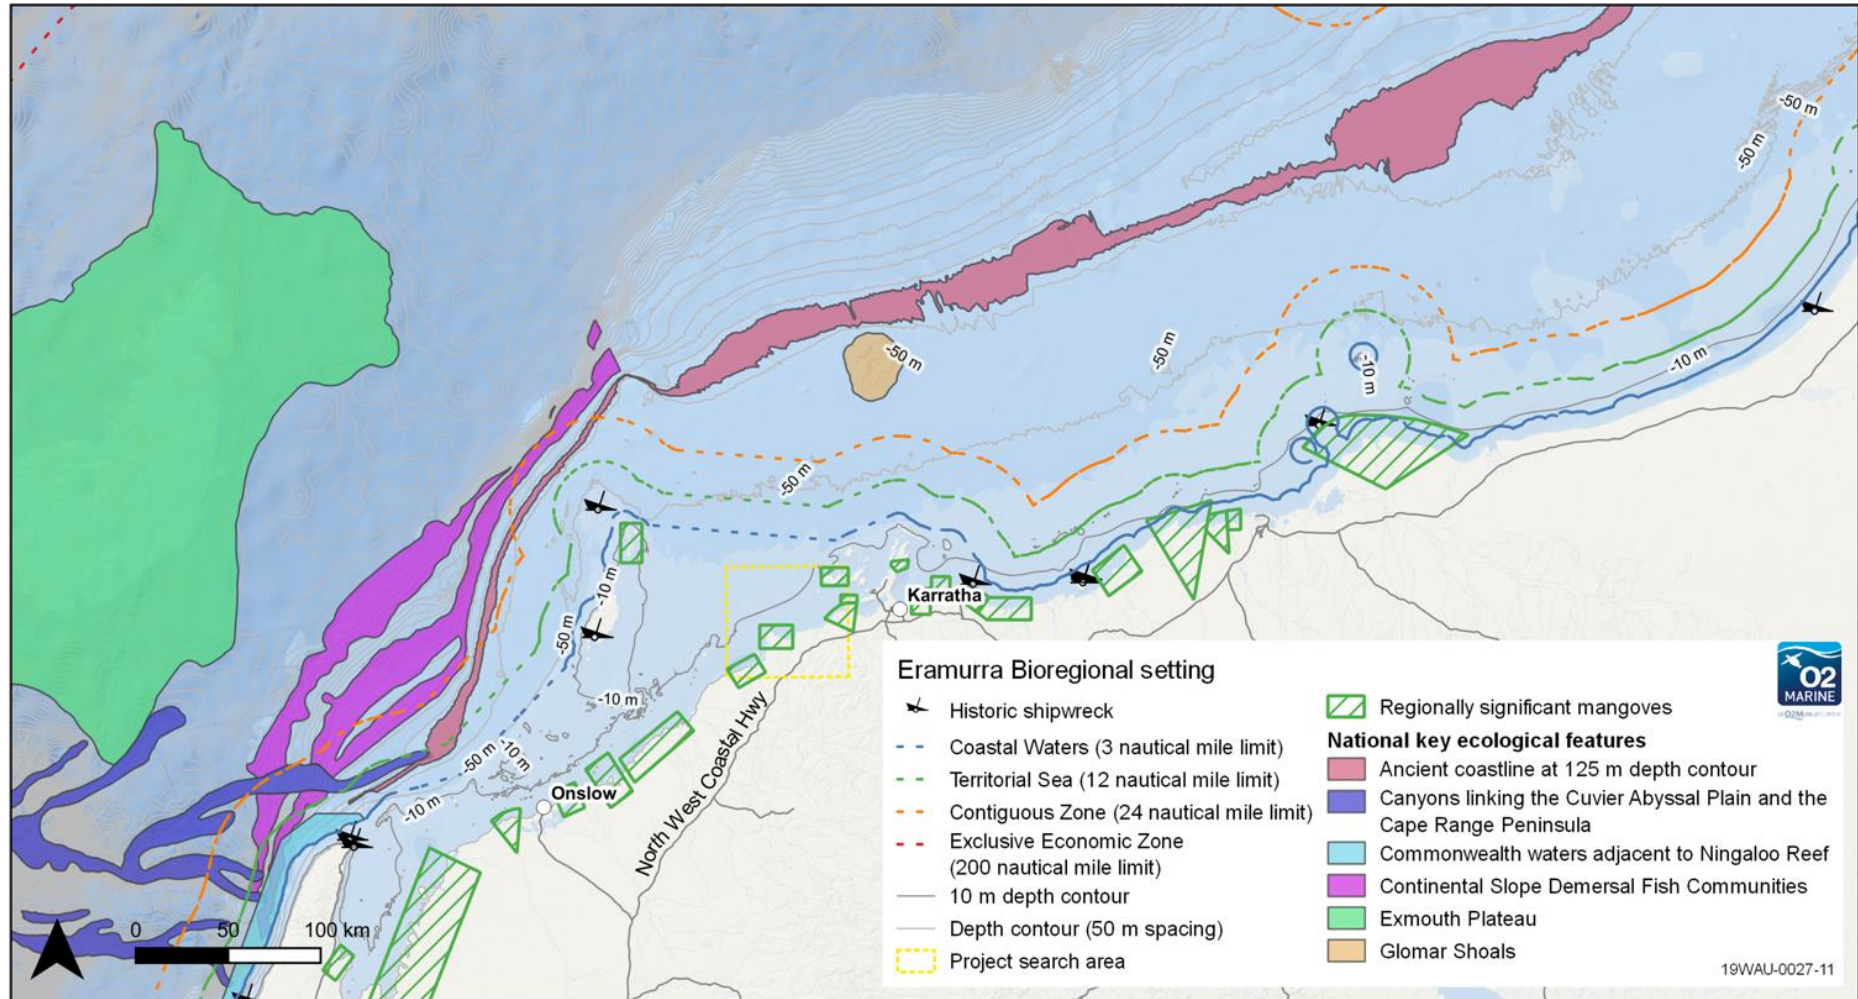 -50 m
-50 m
-50 m
-50 m
-10 m
-10 m
-50 m
-10 m
-50 m
Karratha
-10 m
-50 m
-10 m
-10 m
Onslow
North West Coastal Hwy
0 50 100 km
Eramurra Bioregional setting
Historic shipwreck
Coastal Waters (3 nautical mile limit)
Territorial Sea (12 nautical mile limit)
Contiguous Zone (24 nautical mile limit)
Exclusive Economic Zone
(200 nautical mile limit)
10 m depth contour
Depth contour (50 m spacing)
Project search area
O2
MARINE
Regionally significant mangoves
National key ecological features
Ancient coastline at 125 m depth contour
Canyons linking the Cuvier Abyssal Plain and the
Cape Range Peninsula
Commonwealth waters adjacent to Ningaloo Reef
Continental Slope Demersal Fish Communities
Exmouth Plateau
Glomar Shoals
19WAU-0027-11